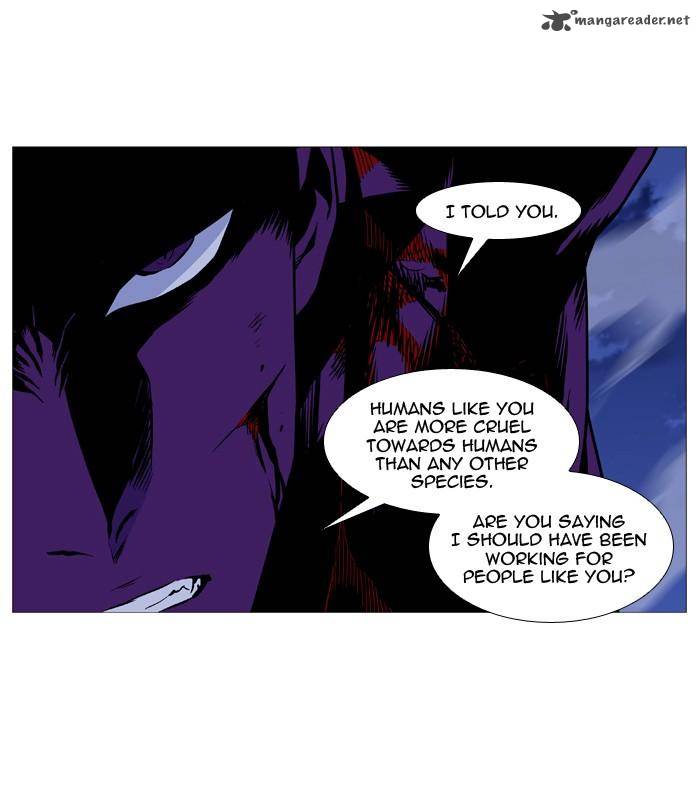 mangareader.net
I TOLD YOU.
HUMANS LIKE YOU
ARE MORE CRUEL
TOWARDS HUMANS
THAN ANY OTHER
SPECIES.
ARE YOU SAYING
I SHOULD HAVE BEEN
WORKING FOR
PEOPLE LIKE YOU?